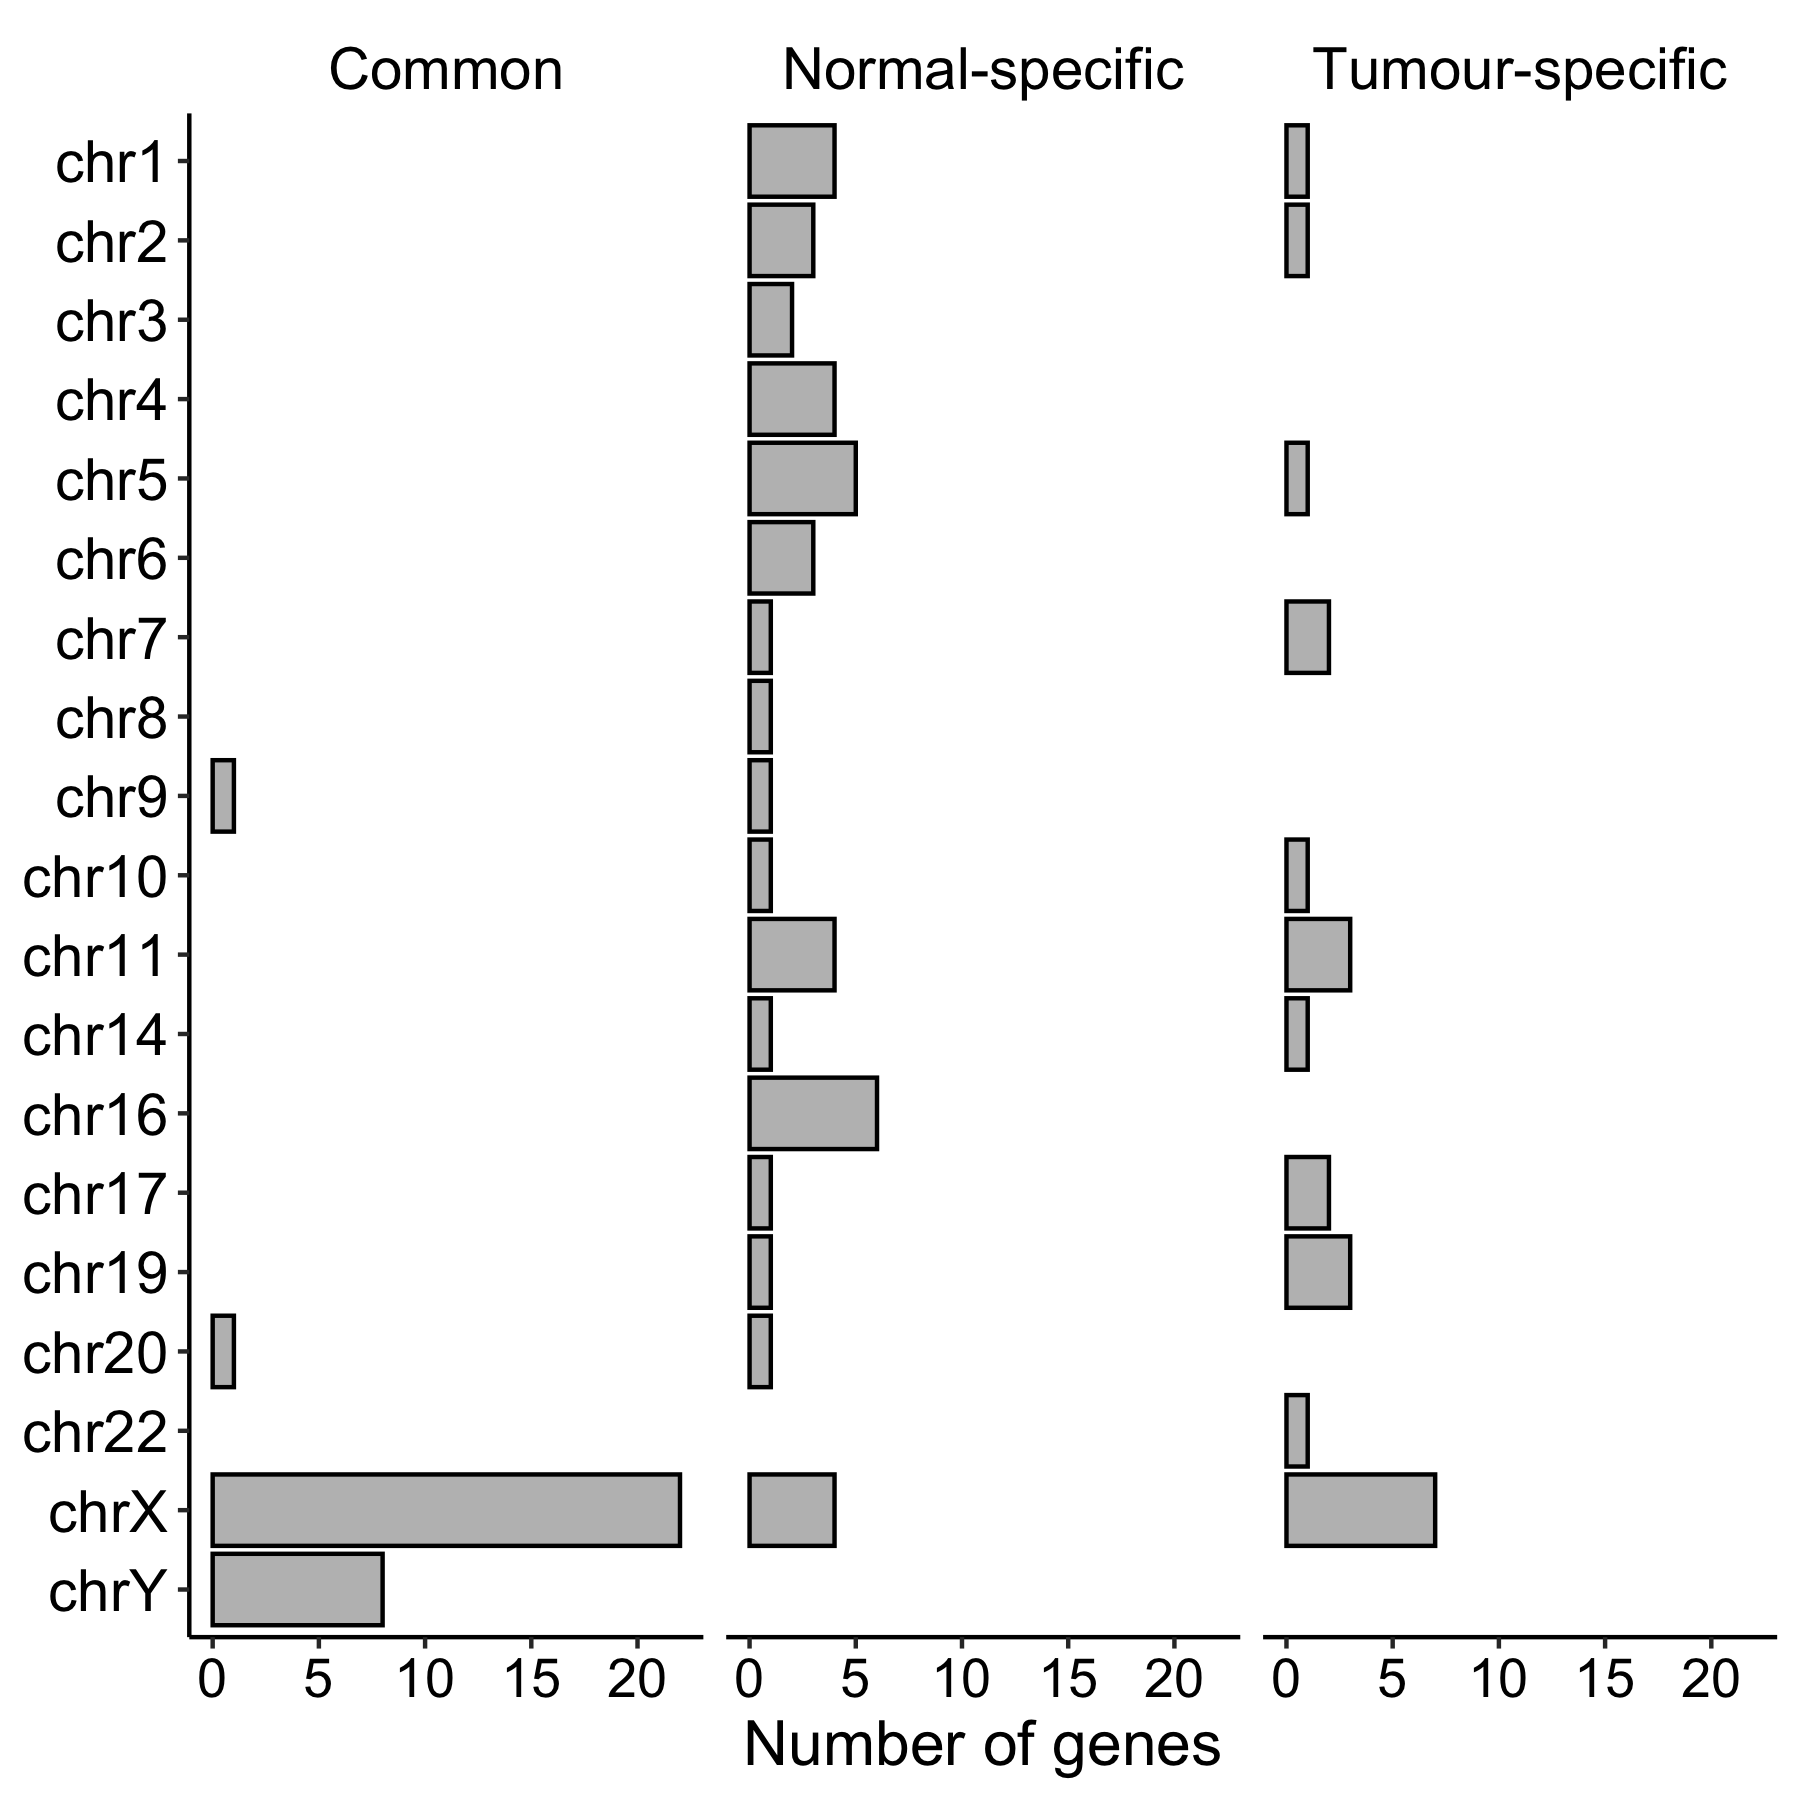 Common Normal-specific Tumour-specific
chr1
chr2
chr3
chr4
chr5
chr6
chr7
chr8
chr9
chr10
chr11
chr14
chr16
chr17
chr19
chr20
chr22
chrX
chrY
0 5 10 15 20 0 5 10 15 20 0 5 10 15 20
Number of genes